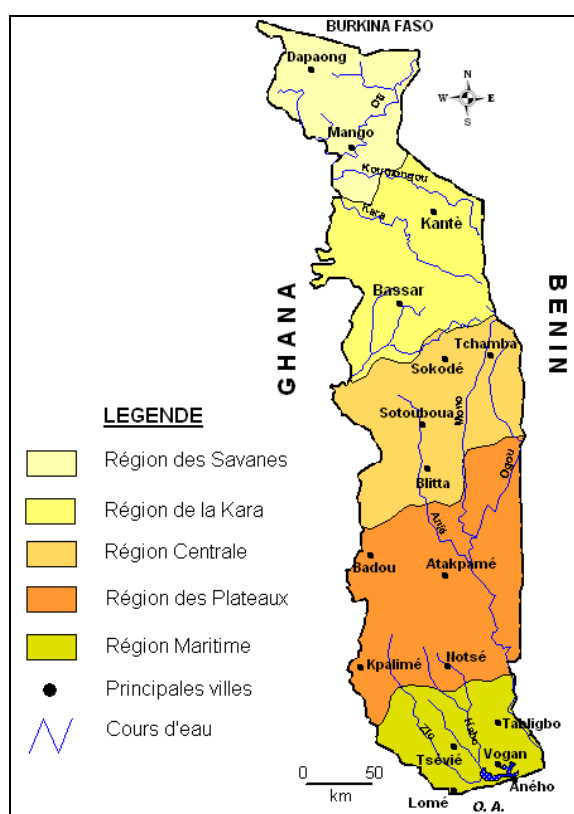 BURKINA FASO
Dapaong
N
W E
S
Oti
Mango
Koumongou
Kara
Kantè
Bassar
GHANA
BENIN
Tchamba
Sokodé
Sotouboua
Mono
Ogou
Blitta
Anié
Badou
Atakpamé
Kpalimé
Notsé
Zio
Haho
Tabligbo
Tsévié
Vogan
Aného
Lomé
O. A.
LEGENDE
Région des Savanes
Région de la Kara
Région Centrale
Région des Plateaux
Région Maritime
Principales villes
Cours d'eau
0 50
km